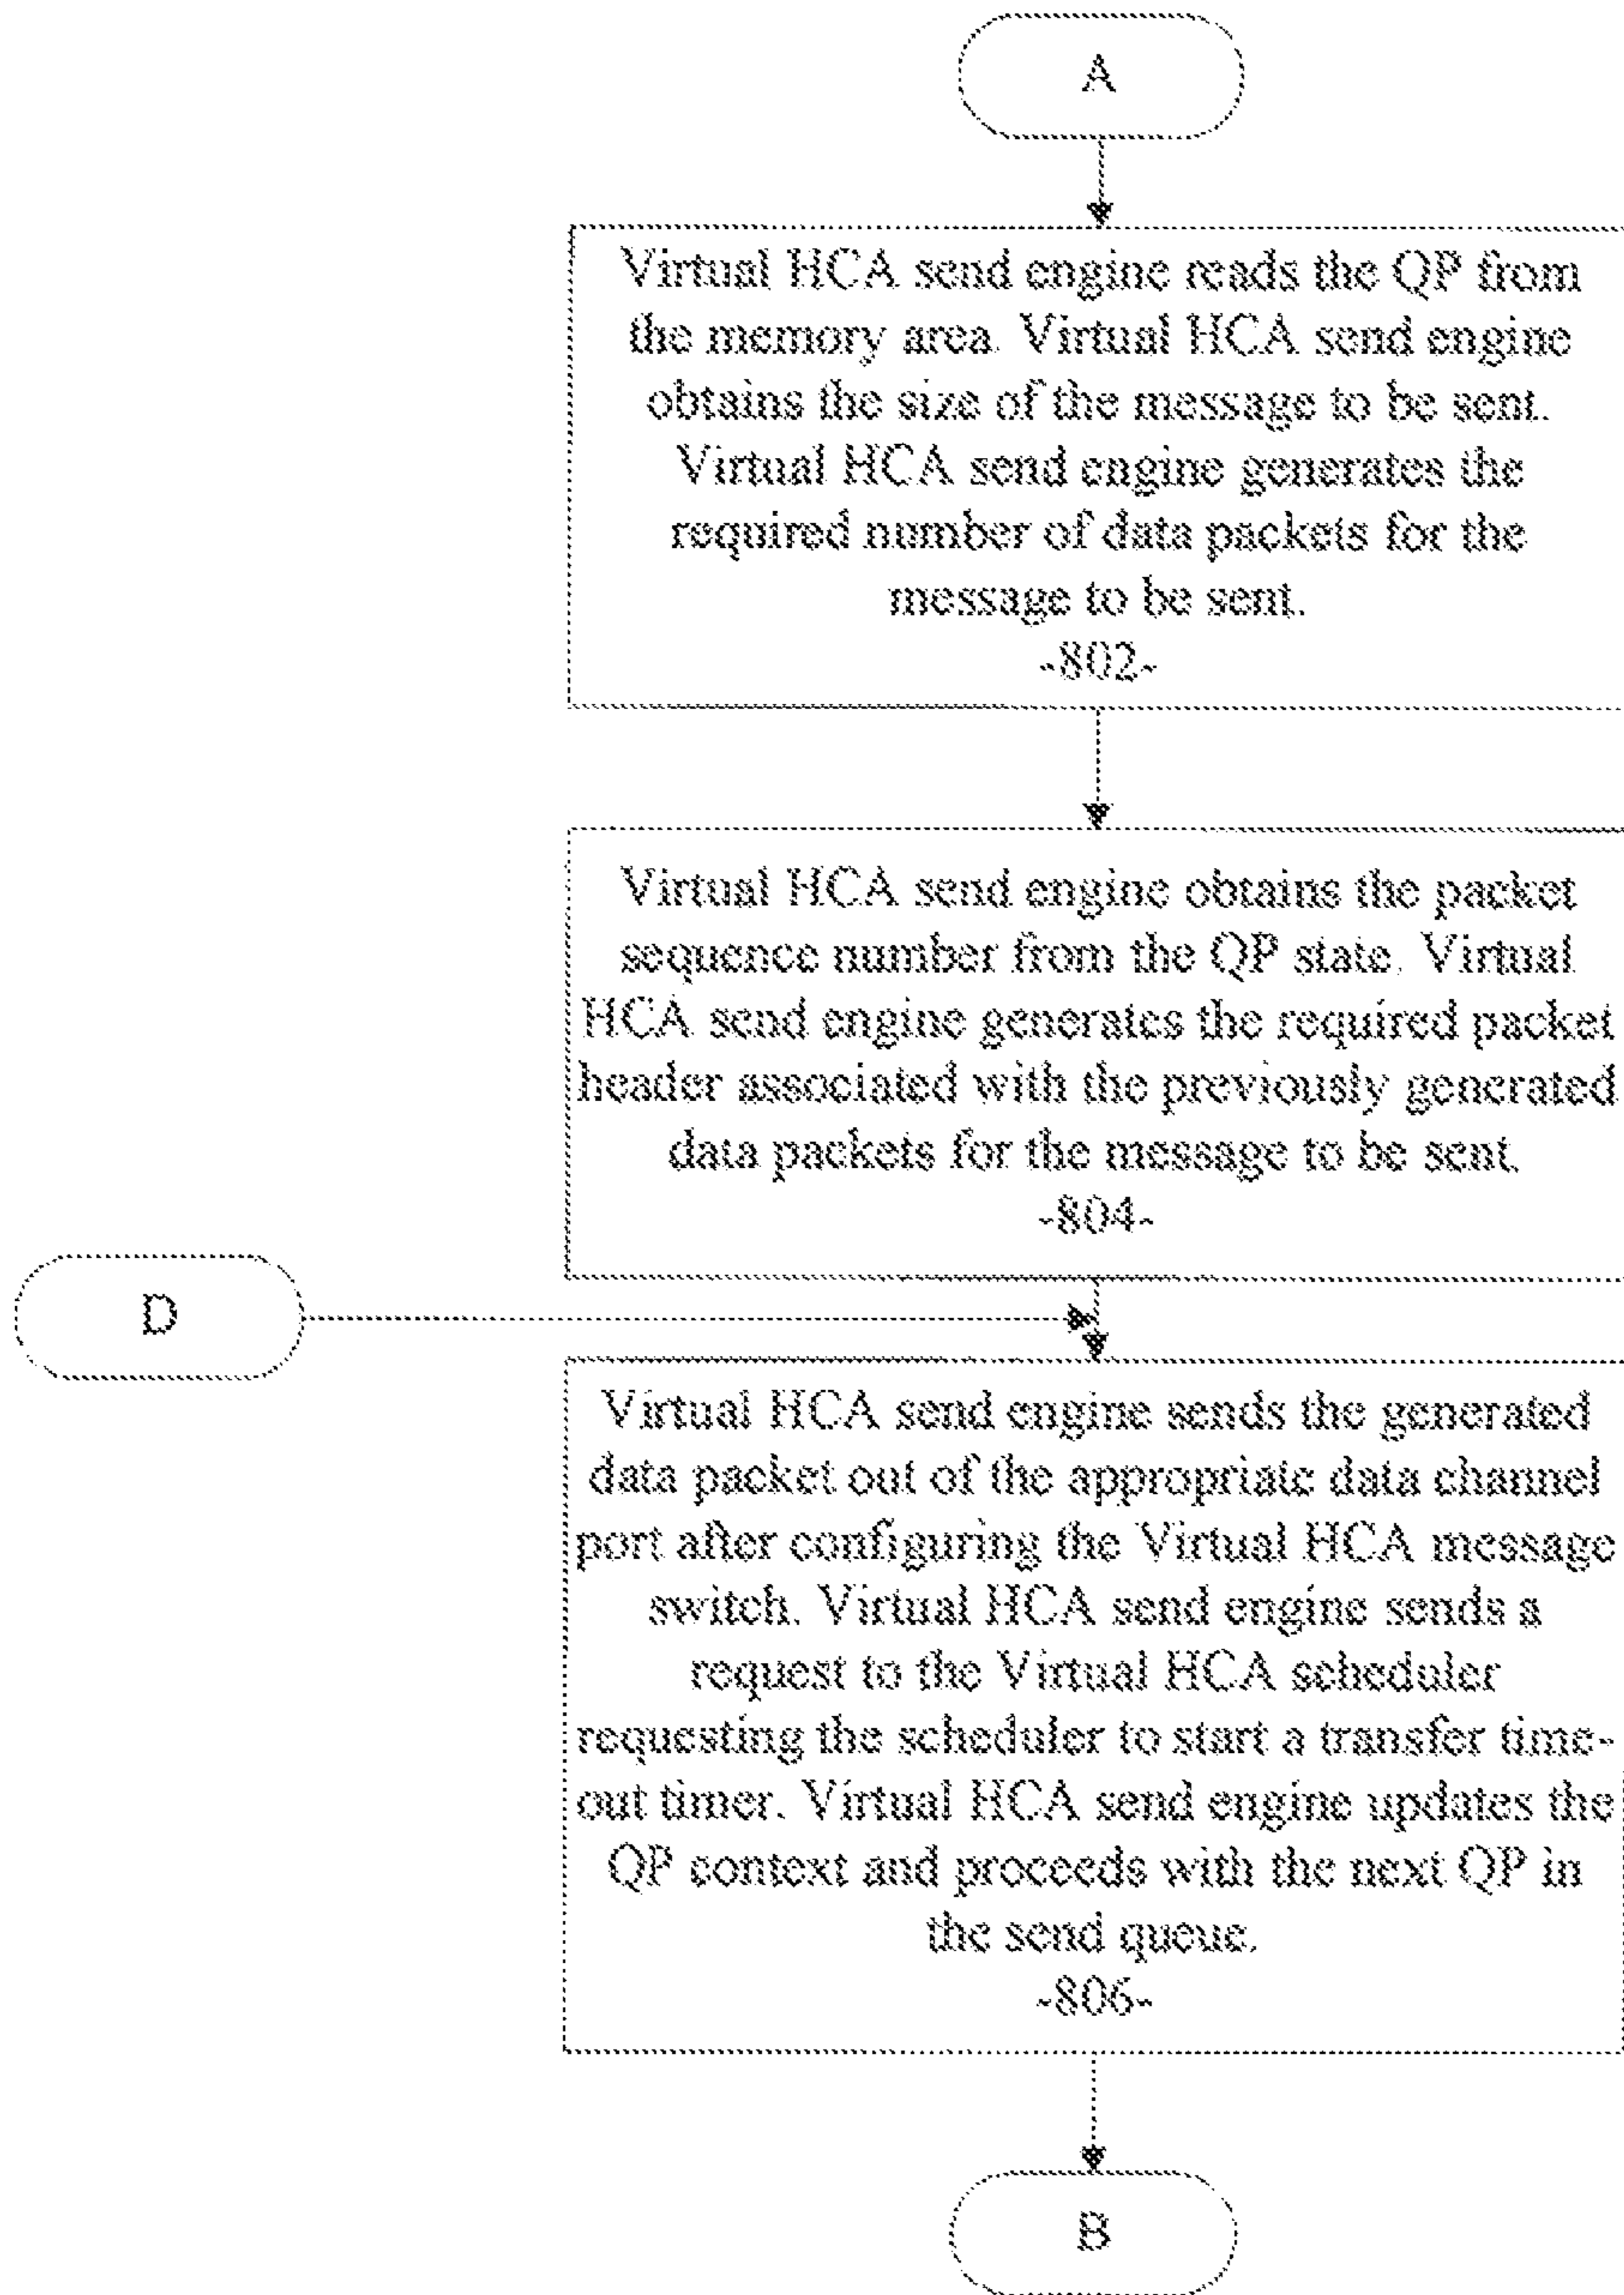 A
Virtual HCA send engine reads the QP from
the memory area. Virtual HCA send engine
obtains the size of the message to be sent.
Virtual HCA send engine generates the
required number of data packets for the
message to be sent.
-802-
Virtual HCA send engine obtains the packet
sequence number from the QP state. Virtual
HCA send engine generates the required packet
header associated with the previously generated
data packets for the message to be sent.
-804-
D
Virtual HCA send engine sends the generated
data packet out of the appropriate data channel
port after configuring the Virtual HCA message
switch. Virtual HCA send engine sends a
request to the Virtual HCA scheduler
requesting the scheduler to start a transfer time-
out timer. Virtual HCA send engine updates the
QP context and proceeds with the next QP in
the send queue.
-806-
B